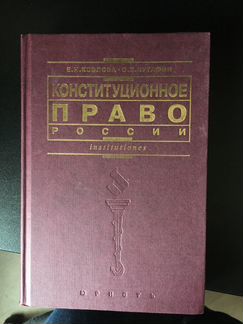 Е.И.КОЗЛОВА О.Е.КУТАФИН
КОНСТИТУЦИОННОЕ
ПРАВО
РОССИИ
institutiones
ЮРИСТЪ